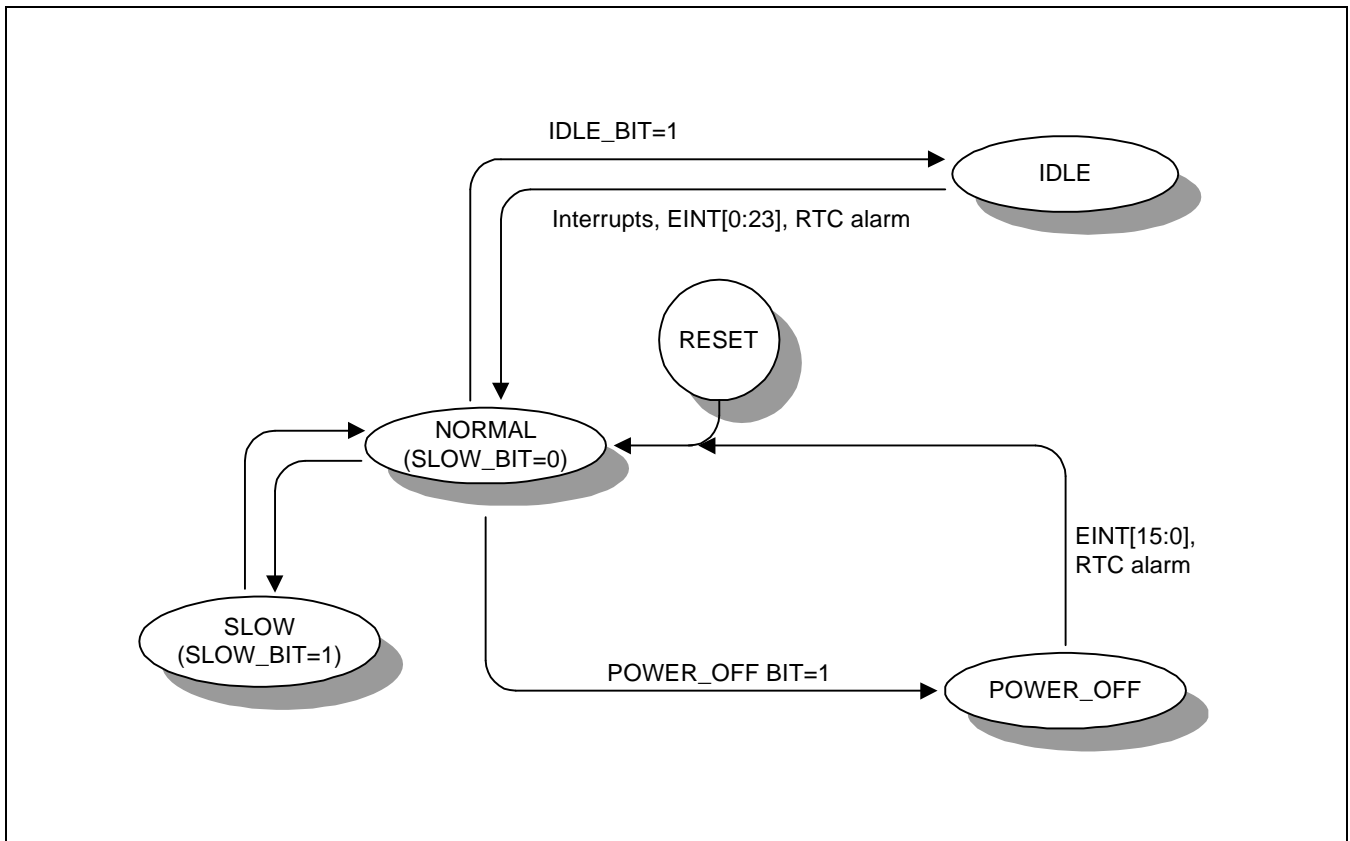 IDLE_BIT=1
IDLE
Interrupts, EINT[0:23], RTC alarm
RESET
NORMAL
(SLOW_BIT=0)
EINT[15:0],
RTC alarm
SLOW
(SLOW_BIT=1)
POWER_OFF BIT=1
POWER_OFF